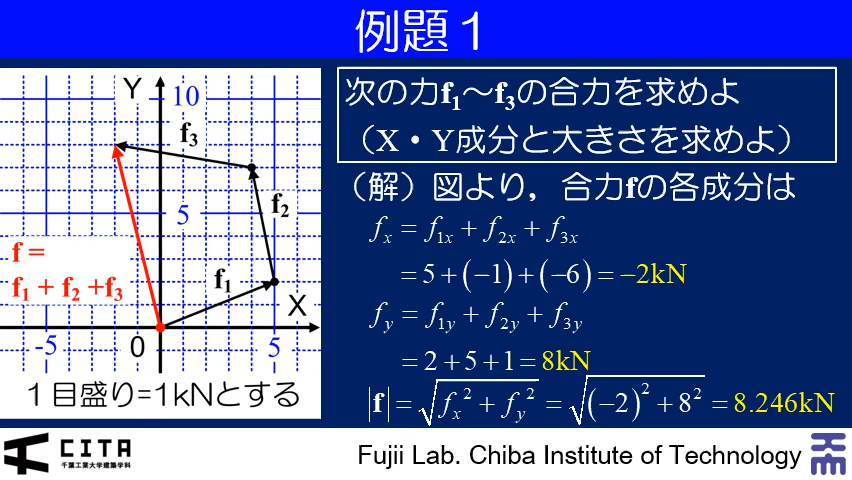 例題１
Y
10
f₃
5
f₂
f =
f₁ + f₂ +f₃
f₁
X
-5
0
5
１目盛り=1kNとする
次の力f₁～f₃の合力を求めよ
（X・Y成分と大きさを求めよ）
（解）図より，合力fの各成分は
fₓ = f₁ₓ + f₂ₓ + f₃ₓ
= 5 + (−1) + (−6) = −2kN
f_y = f_1y + f_2y + f_3y
= 2 + 5 + 1 = 8kN
|f| = √(fₓ² + f_y²) = √((−2)² + 8²) = 8.246kN
CITA
千葉工業大学建築学科
Fujii Lab. Chiba Institute of Technology